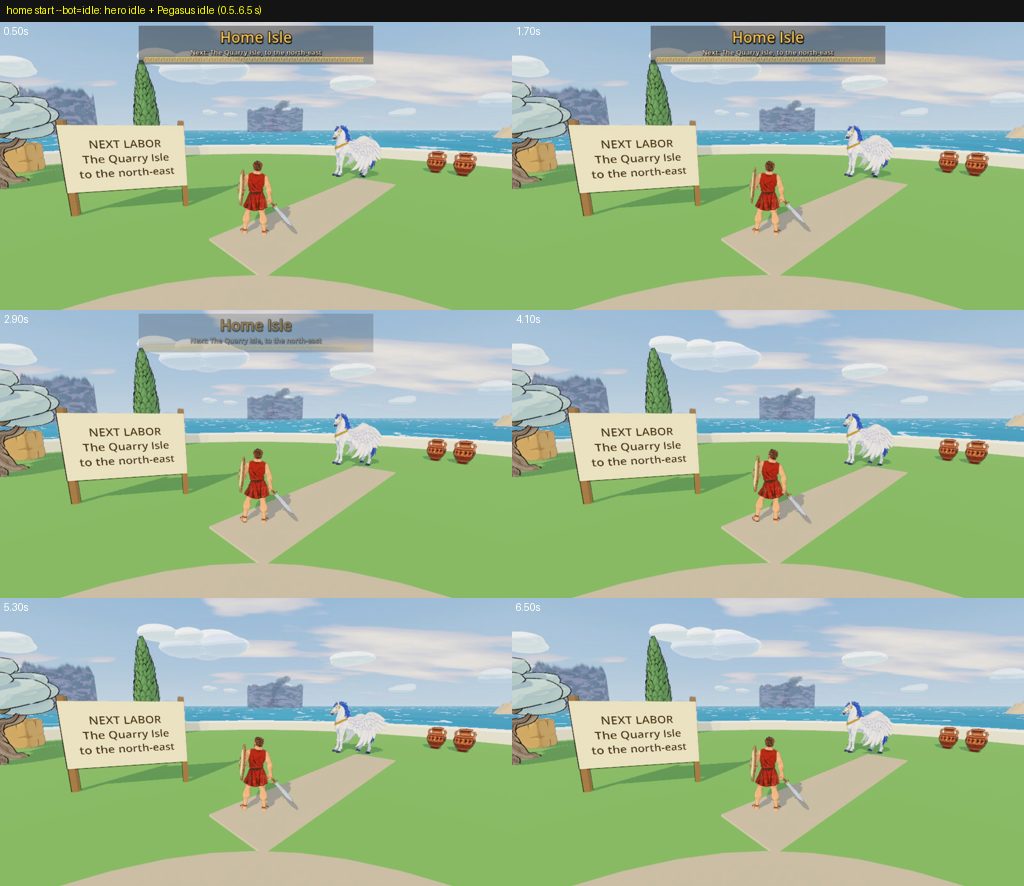 home start --bot=idle: hero idle + Pegasus idle (0.5..6.5 s)
0.50s
Home Isle
Next: The Quarry Isle, to the north-east
NEXT LABOR
The Quarry Isle
to the north-east
1.70s
Home Isle
Next: The Quarry Isle, to the north-east
NEXT LABOR
The Quarry Isle
to the north-east
2.90s
Home Isle
Next: The Quarry Isle, to the north-east
NEXT LABOR
The Quarry Isle
to the north-east
4.10s
NEXT LABOR
The Quarry Isle
to the north-east
5.30s
NEXT LABOR
The Quarry Isle
to the north-east
6.50s
NEXT LABOR
The Quarry Isle
to the north-east